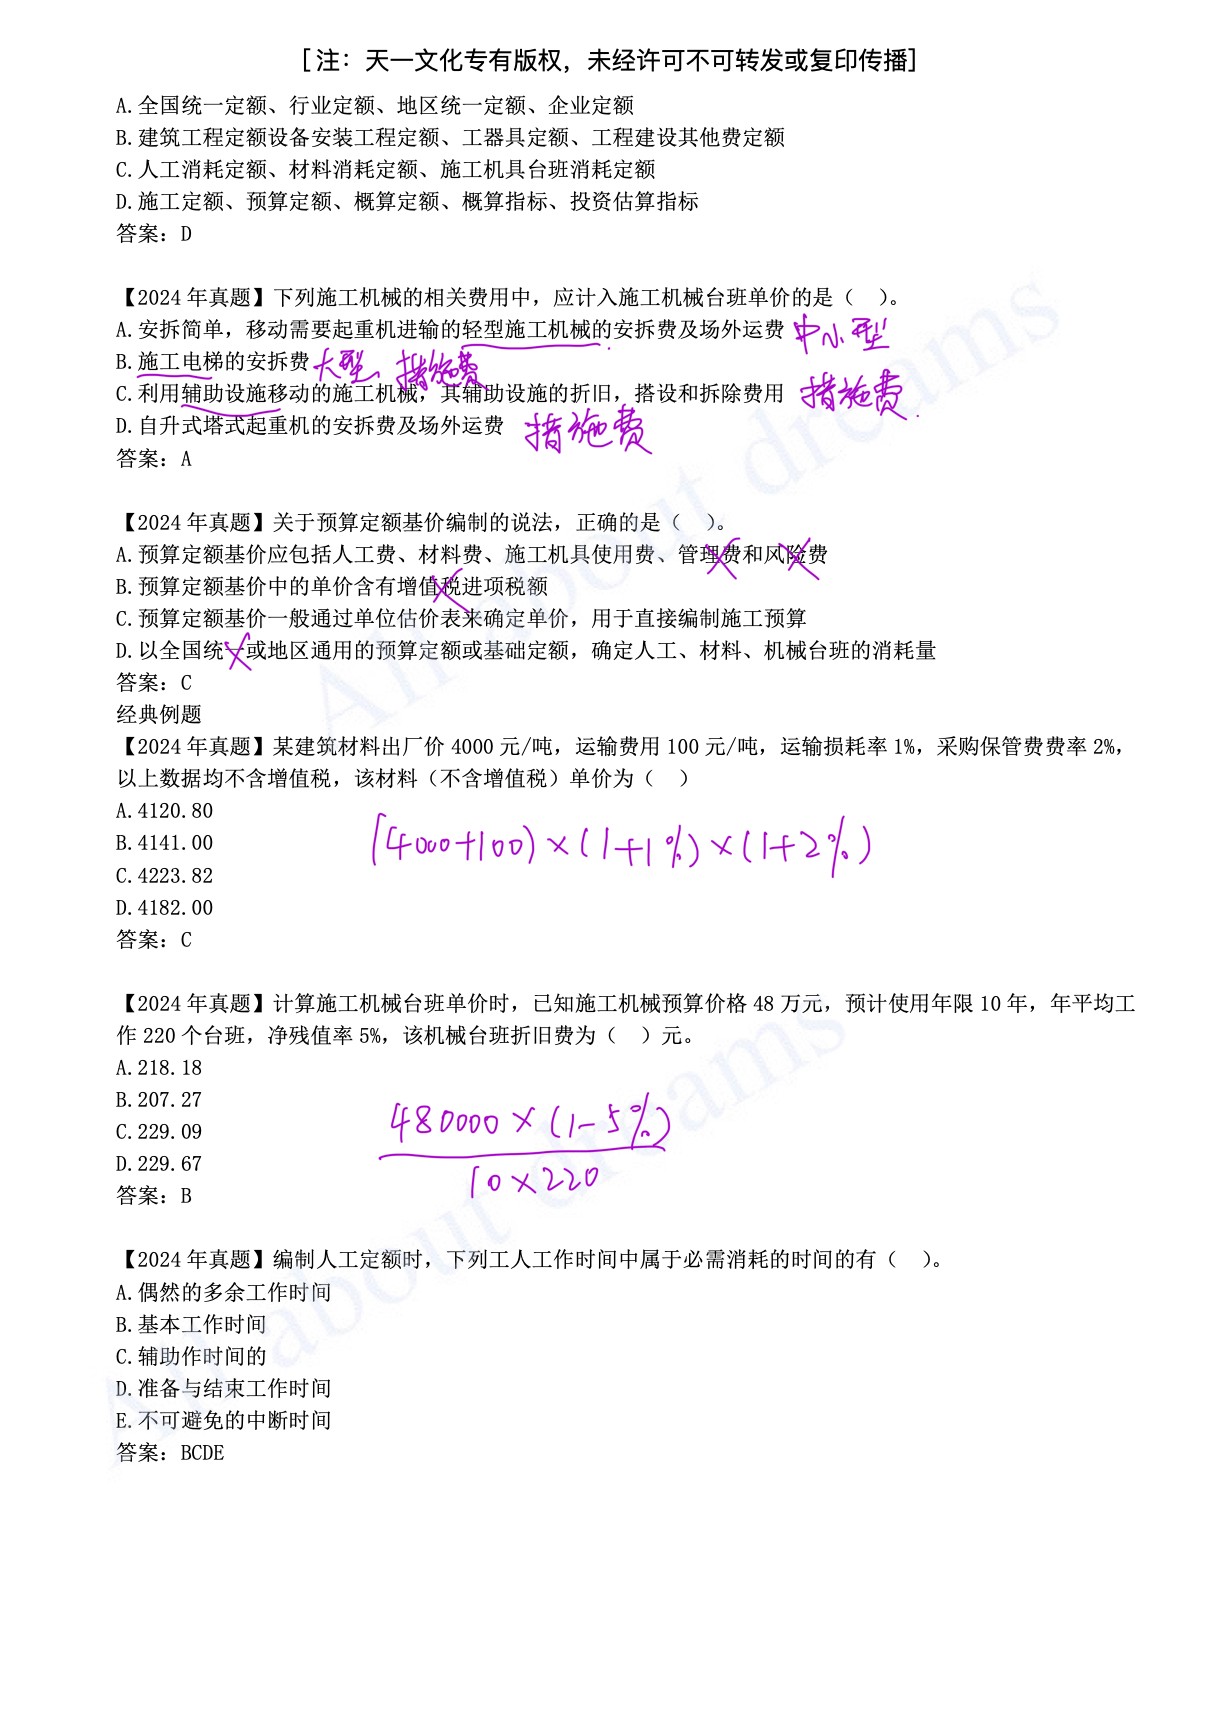 [注：天一文化专有版权，未经许可不可转发或复印传播]
A.全国统一定额、行业定额、地区统一定额、企业定额
B.建筑工程定额设备安装工程定额、工器具定额、工程建设其他费定额
C.人工消耗定额、材料消耗定额、施工机具台班消耗定额
D.施工定额、预算定额、概算定额、概算指标、投资估算指标
答案：D
【2024 年真题】下列施工机械的相关费用中，应计入施工机械台班单价的是（ ）。
A.安拆简单，移动需要起重机进输的轻型施工机械的安拆费及场外运费 中小型
B.施工电梯的安拆费 大型、措施费
C.利用辅助设施移动的施工机械，其辅助设施的折旧，搭设和拆除费用 措施费.
D.自升式塔式起重机的安拆费及场外运费 措施费
答案：A
【2024 年真题】关于预算定额基价编制的说法，正确的是（ ）。
A.预算定额基价应包括人工费、材料费、施工机具使用费、管理费和风险费
B.预算定额基价中的单价含有增值税进项税额
C.预算定额基价一般通过单位估价表来确定单价，用于直接编制施工预算
D.以全国统一或地区通用的预算定额或基础定额，确定人工、材料、机械台班的消耗量
答案：C
经典例题
【2024 年真题】某建筑材料出厂价 4000 元/吨，运输费用 100 元/吨，运输损耗率 1%，采购保管费费率 2%，
以上数据均不含增值税，该材料（不含增值税）单价为（ ）
A.4120.80
B.4141.00
(4000+100)×(1+1%)×(1+2%)
C.4223.82
D.4182.00
答案：C
【2024 年真题】计算施工机械台班单价时，已知施工机械预算价格 48 万元，预计使用年限 10 年，年平均工
作 220 个台班，净残值率 5%，该机械台班折旧费为（ ）元。
A.218.18
B.207.27
480000×(1-5%)
C.229.09
D.229.67
10×220
答案：B
【2024 年真题】编制人工定额时，下列工人工作时间中属于必需消耗的时间的有（ ）。
A.偶然的多余工作时间
B.基本工作时间
C.辅助作时间的
D.准备与结束工作时间
E.不可避免的中断时间
答案：BCDE
All about dreams
All about dreams